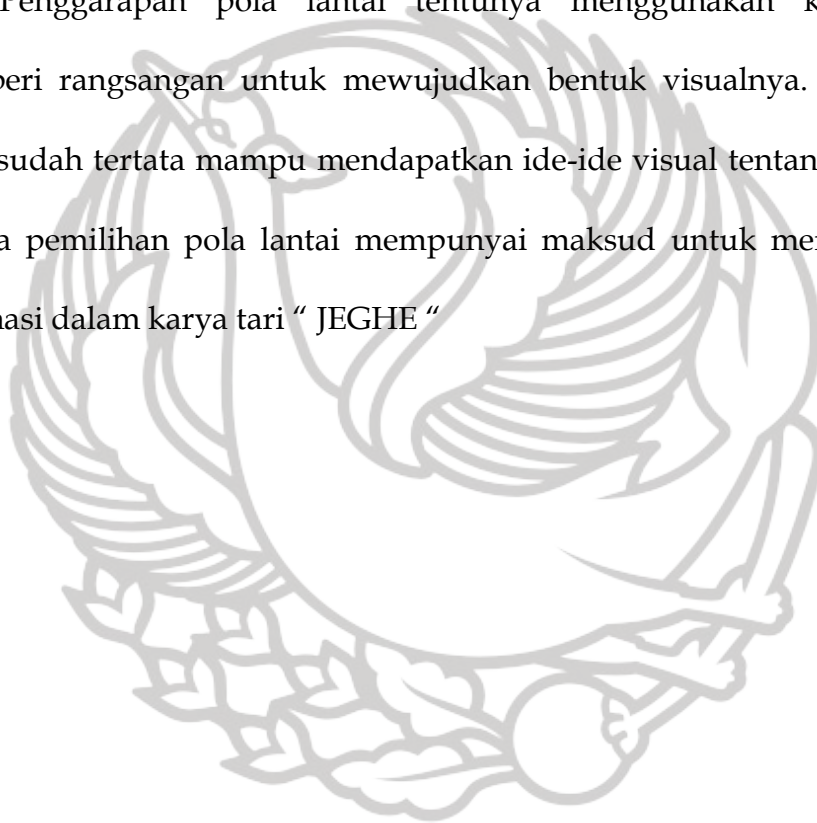 Penggarapan pola lantai tentunya menggunakan
beri rangsangan untuk mewujudkan bentuk visualnya.
sudah tertata mampu mendapatkan ide-ide visual
pemilihan pola lantai mempunyai maksud untuk
dalam karya tari “ JEGHE “